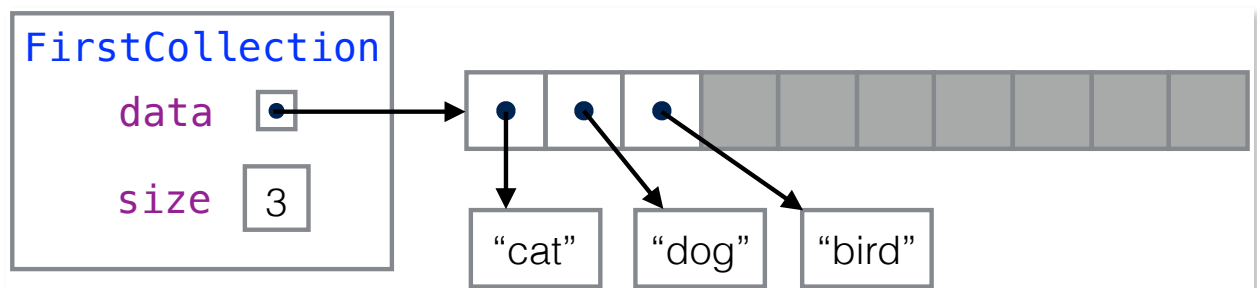 FirstCollection
data
size 3
“cat” “dog” “bird”